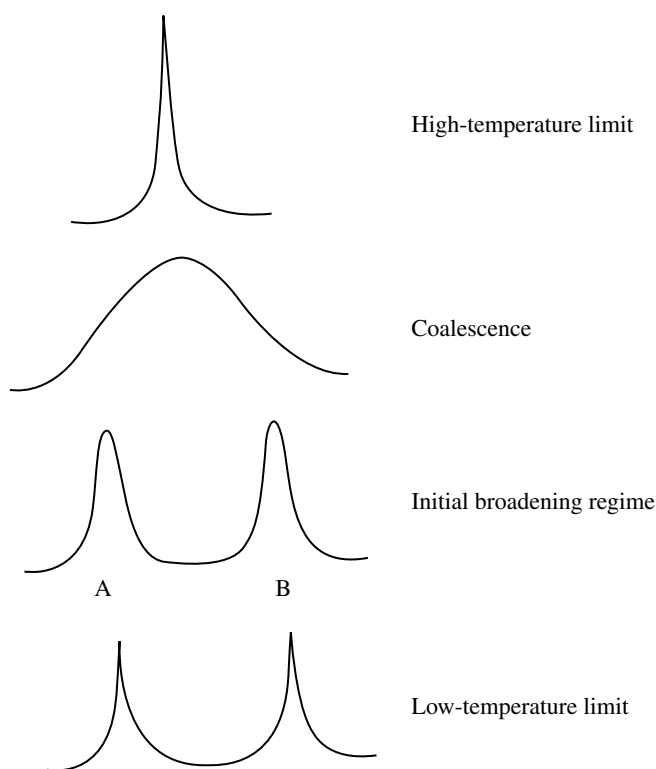 High-temperature limit
Coalescence
Initial broadening regime
A B
Low-temperature limit